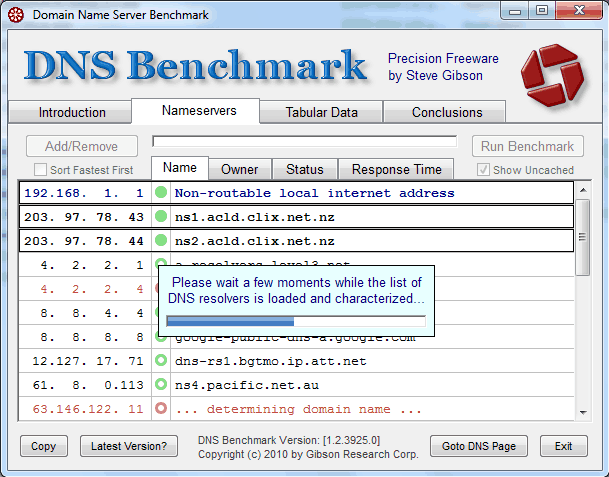 Domain Name Server Benchmark
DNS Benchmark
Precision Freeware
by Steve Gibson
Introduction
Nameservers
Tabular Data
Conclusions
Add/Remove
Run Benchmark
Sort Fastest First
Name
Owner
Status
Response Time
Show Uncached
192.168. 1. 1 Non-routable local internet address
203. 97. 78. 43 ns1.acld.clix.net.nz
203. 97. 78. 44 ns2.acld.clix.net.nz
4. 2. 2. 1
Please wait a few moments while the list of
DNS resolvers is loaded and characterized...
4. 2. 2. 4
8. 8. 4. 4
8. 8. 8. 8 google-public-dns-a.google.com
12.127. 17. 71 dns-rs1.bgtmo.ip.att.net
61. 8. 0.113 ns4.pacific.net.au
63.146.122. 11 ... determining domain name ...
Copy
Latest Version?
DNS Benchmark Version: [1.2.3925.0]
Copyright (c) 2010 by Gibson Research Corp.
Goto DNS Page
Exit